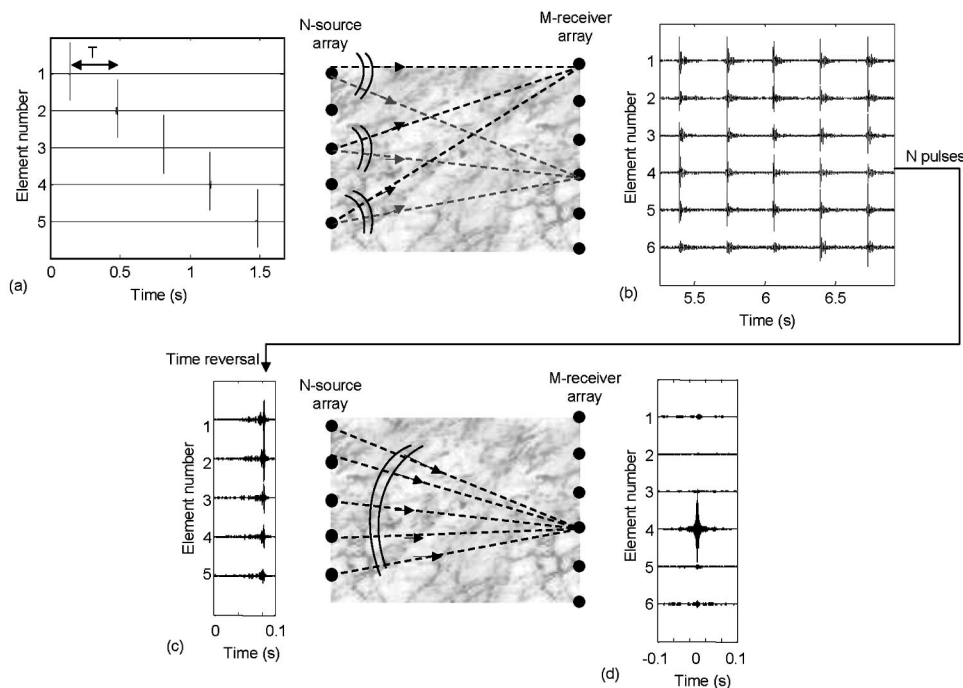 T
Element number
1
2
3
4
5
0 0.5 1 1.5
Time (s)
(a)
N-source
array
M-receiver
array
Element number
1
2
3
4
5
6
5.5 6 6.5
Time (s)
(b)
N pulses
Time reversal
Element number
1
2
3
4
5
0 0.1
Time (s)
(c)
N-source
array
M-receiver
array
Element number
1
2
3
4
5
6
-0.1 0 0.1
Time (s)
(d)